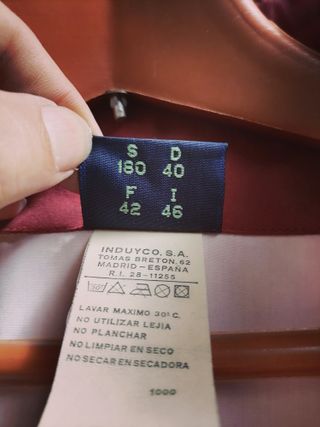 S D
180 40
F I
42 46
INDUYCO, S.A.
TOMAS BRETON, 62
MADRID-ESPAÑA
R.I. 28-11255
LAVAR MAXIMO 30º C.
NO UTILIZAR LEJIA
NO PLANCHAR
NO LIMPIAR EN SECO
NO SECAR EN SECADORA
1000